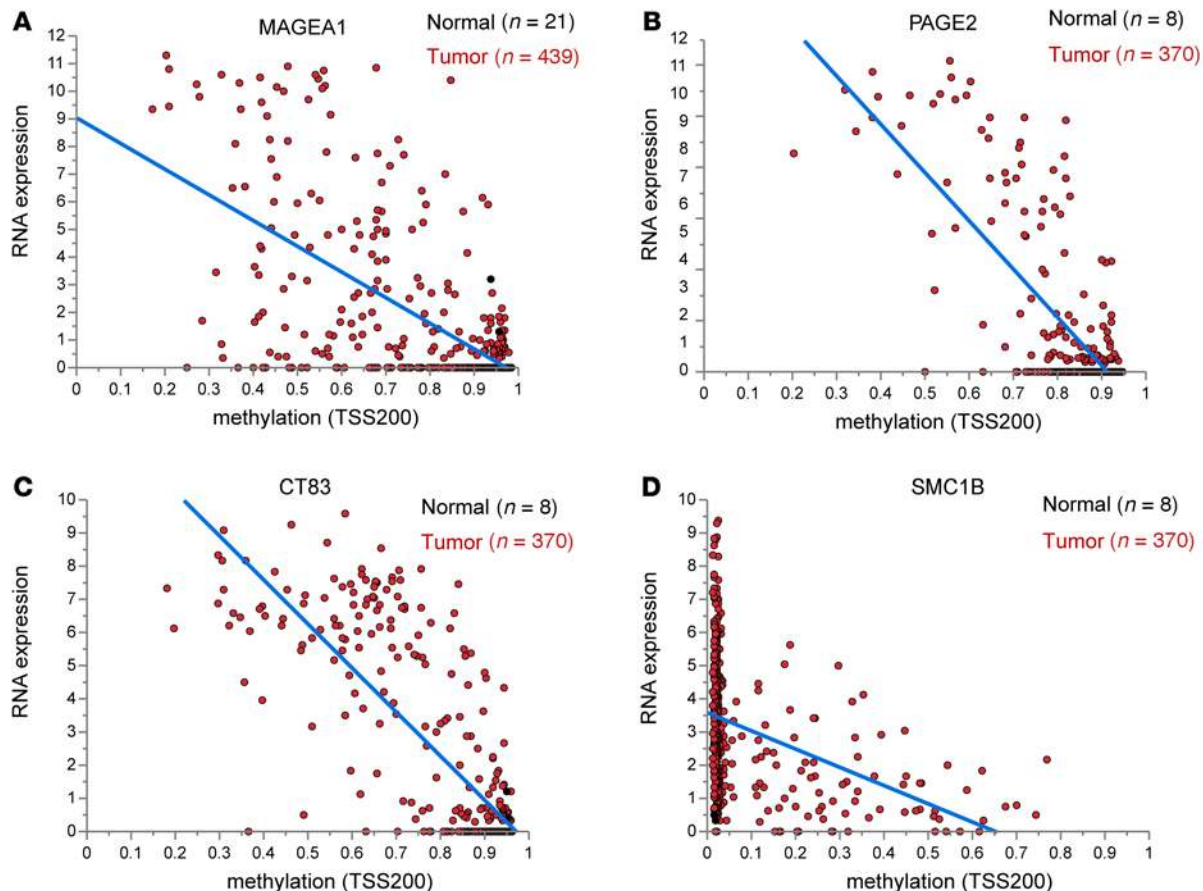 A
MAGEA1
Normal (n = 21)
Tumor (n = 439)
RNA expression
12
11
10
9
8
7
6
5
4
3
2
1
0
0 0.1 0.2 0.3 0.4 0.5 0.6 0.7 0.8 0.9 1
methylation (TSS200)
B
PAGE2
Normal (n = 8)
Tumor (n = 370)
RNA expression
12
11
10
9
8
7
6
5
4
3
2
1
0
0 0.1 0.2 0.3 0.4 0.5 0.6 0.7 0.8 0.9 1
methylation (TSS200)
C
CT83
Normal (n = 8)
Tumor (n = 370)
RNA expression
10
9
8
7
6
5
4
3
2
1
0
0 0.1 0.2 0.3 0.4 0.5 0.6 0.7 0.8 0.9 1
methylation (TSS200)
D
SMC1B
Normal (n = 8)
Tumor (n = 370)
RNA expression
10
9
8
7
6
5
4
3
2
1
0
0 0.1 0.2 0.3 0.4 0.5 0.6 0.7 0.8 0.9 1
methylation (TSS200)